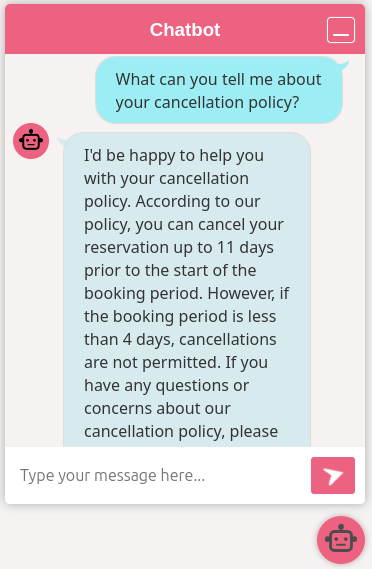 Chatbot
What can you tell me about
your cancellation policy?
I'd be happy to help you
with your cancellation
policy. According to our
policy, you can cancel your
reservation up to 11 days
prior to the start of the
booking period. However, if
the booking period is less
than 4 days, cancellations
are not permitted. If you
have any questions or
concerns about our
cancellation policy, please
Type your message here...